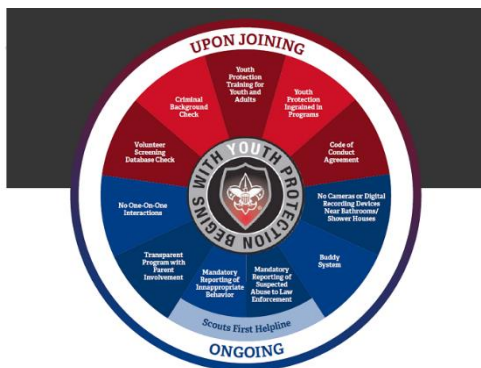 UPON JOINING
Youth
Protection
Training for
Youth and
Adults
Criminal
Background
Check
Youth
Protection
Ingrained in
Programs
Volunteer
Screening
Database Check
Code of
Conduct
Agreement
YOUTH PROTECTION BEGINS WITH
No One-On-One
Interactions
No Cameras or Digital
Recording Devices
Near Bathrooms/
Shower Houses
Transparent
Program with
Parent
Involvement
Mandatory
Reporting of
Innappropriate
Behavior
Mandatory
Reporting of
Suspected
Abuse to Law
Enforcement
Buddy
System
Scouts First Helpline
ONGOING